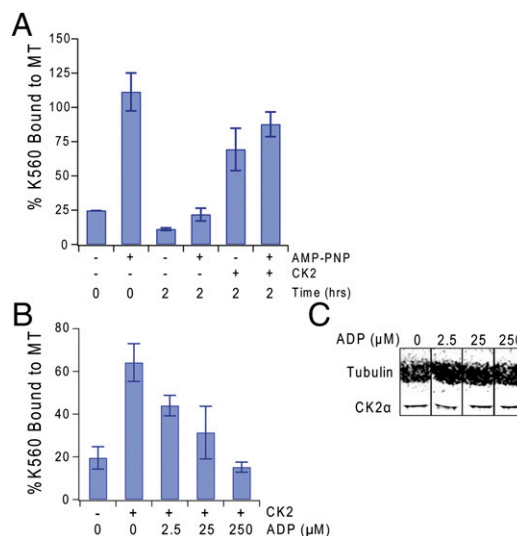 A
% K560 Bound to MT
150
125
100
75
50
25
0
- + - + - + AMP-PNP
- - - - + + CK2
0 0 2 2 2 2 Time (hrs)
B
%K560 Bound to MT
80
60
40
20
0
- + + + + CK2
0 0 2.5 25 250 ADP (µM)
C
ADP (µM) 0 2.5 25 250
Tubulin
CK2α